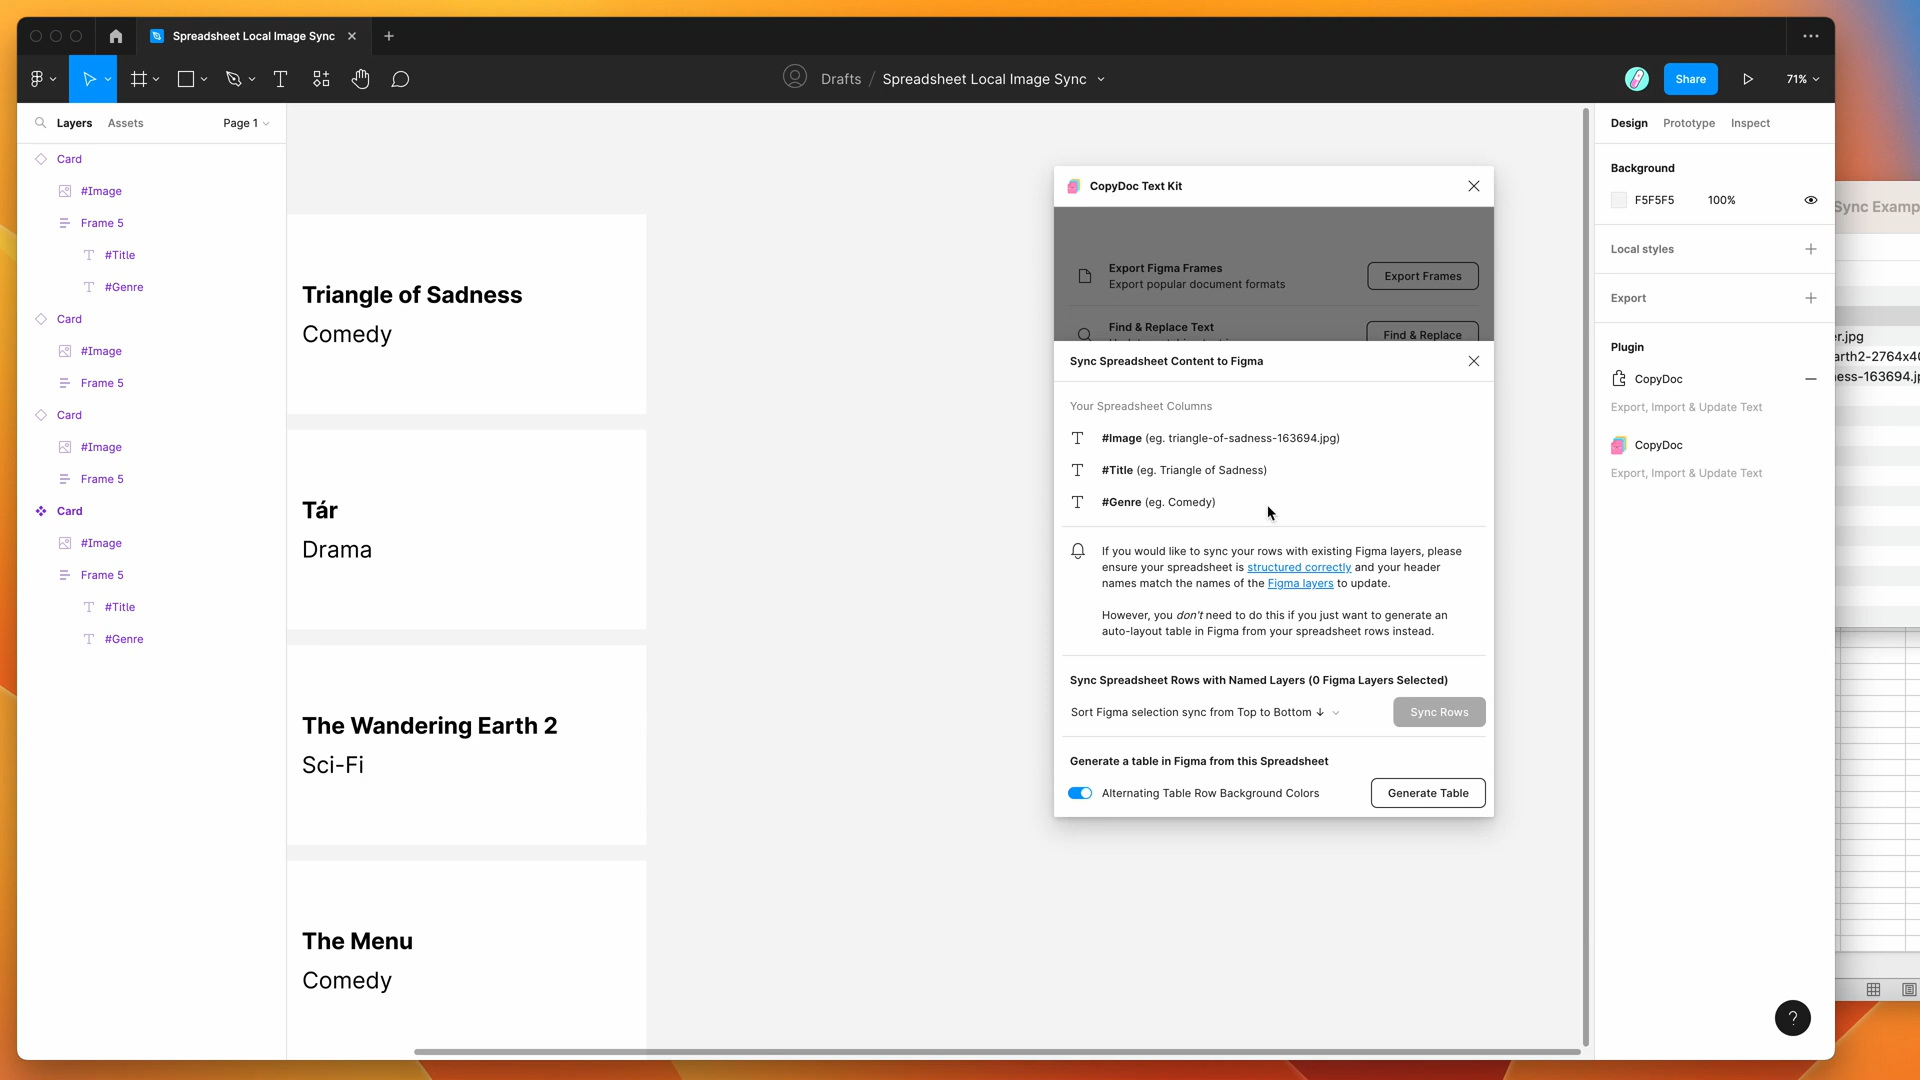 Spreadsheet Local Image Sync
Drafts / Spreadsheet Local Image Sync
Share
71%
Layers
Assets
Page 1
Card
#Image
Frame 5
#Title
#Genre
Card
#Image
Frame 5
Card
#Image
Frame 5
Card
#Image
Frame 5
#Title
#Genre
Triangle of Sadness
Comedy
Tár
Drama
The Wandering Earth 2
Sci-Fi
The Menu
Comedy
CopyDoc Text Kit
Export Figma Frames
Export popular document formats
Export Frames
Find & Replace Text
Find & Replace
Sync Spreadsheet Content to Figma
Your Spreadsheet Columns
#Image (eg. triangle-of-sadness-163694.jpg)
#Title (eg. Triangle of Sadness)
#Genre (eg. Comedy)
If you would like to sync your rows with existing Figma layers, please
ensure your spreadsheet is structured correctly and your header
names match the names of the Figma layers to update.
However, you don't need to do this if you just want to generate an
auto-layout table in Figma from your spreadsheet rows instead.
Sync Spreadsheet Rows with Named Layers (0 Figma Layers Selected)
Sort Figma selection sync from Top to Bottom ↓
Sync Rows
Generate a table in Figma from this Spreadsheet
Alternating Table Row Background Colors
Generate Table
Design
Prototype
Inspect
Background
F5F5F5
100%
Local styles
Export
Plugin
CopyDoc
Export, Import & Update Text
CopyDoc
Export, Import & Update Text
?
Sync Examp
er.jpg
arth2-2764x40
ess-163694.jp